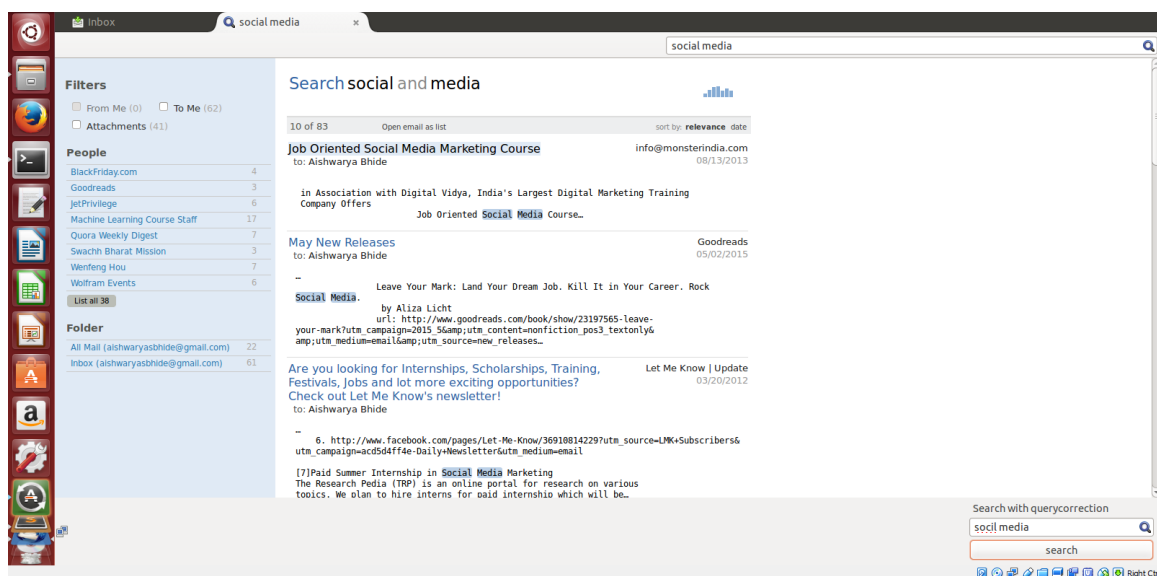 Inbox
social media ×
social media
Filters
From Me (0) To Me (62)
Attachments (41)
People
BlackFriday.com 4
Goodreads 3
JetPrivilege 6
Machine Learning Course Staff 17
Quora Weekly Digest 7
Swachh Bharat Mission 3
Wenfeng Hou 7
Wolfram Events 6
List all 38
Folder
All Mail (aishwaryasbhide@gmail.com) 22
Inbox (aishwaryasbhide@gmail.com) 61
Search social and media
10 of 83 Open email as list sort by: relevance date
Job Oriented Social Media Marketing Course info@monsterindia.com
to: Aishwarya Bhide 08/13/2013
in Association with Digital Vidya, India's Largest Digital Marketing Training
Company Offers
Job Oriented Social Media Course…
May New Releases Goodreads
to: Aishwarya Bhide 05/02/2015
…
Leave Your Mark: Land Your Dream Job. Kill It in Your Career. Rock
Social Media.
by Aliza Licht
url: http://www.goodreads.com/book/show/23197565-leave-
your-mark?utm_campaign=2015_5&amp;utm_content=nonfiction_pos3_textonly&
amp;utm_medium=email&amp;utm_source=new_releases…
Are you looking for Internships, Scholarships, Training, Let Me Know | Update
Festivals, Jobs and lot more exciting opportunities? 03/20/2012
Check out Let Me Know's newsletter!
to: Aishwarya Bhide
…
6. http://www.facebook.com/pages/Let-Me-Know/36910814229?utm_source=LMK+Subscribers&
utm_campaign=acd5d4ff4e-Daily+Newsletter&utm_medium=email
[7]Paid Summer Internship in Social Media Marketing
The Research Pedia (TRP) is an online portal for research on various
topics. We plan to hire interns for paid internship which will be…
Search with querycorrection
socil media
search
Right Ct